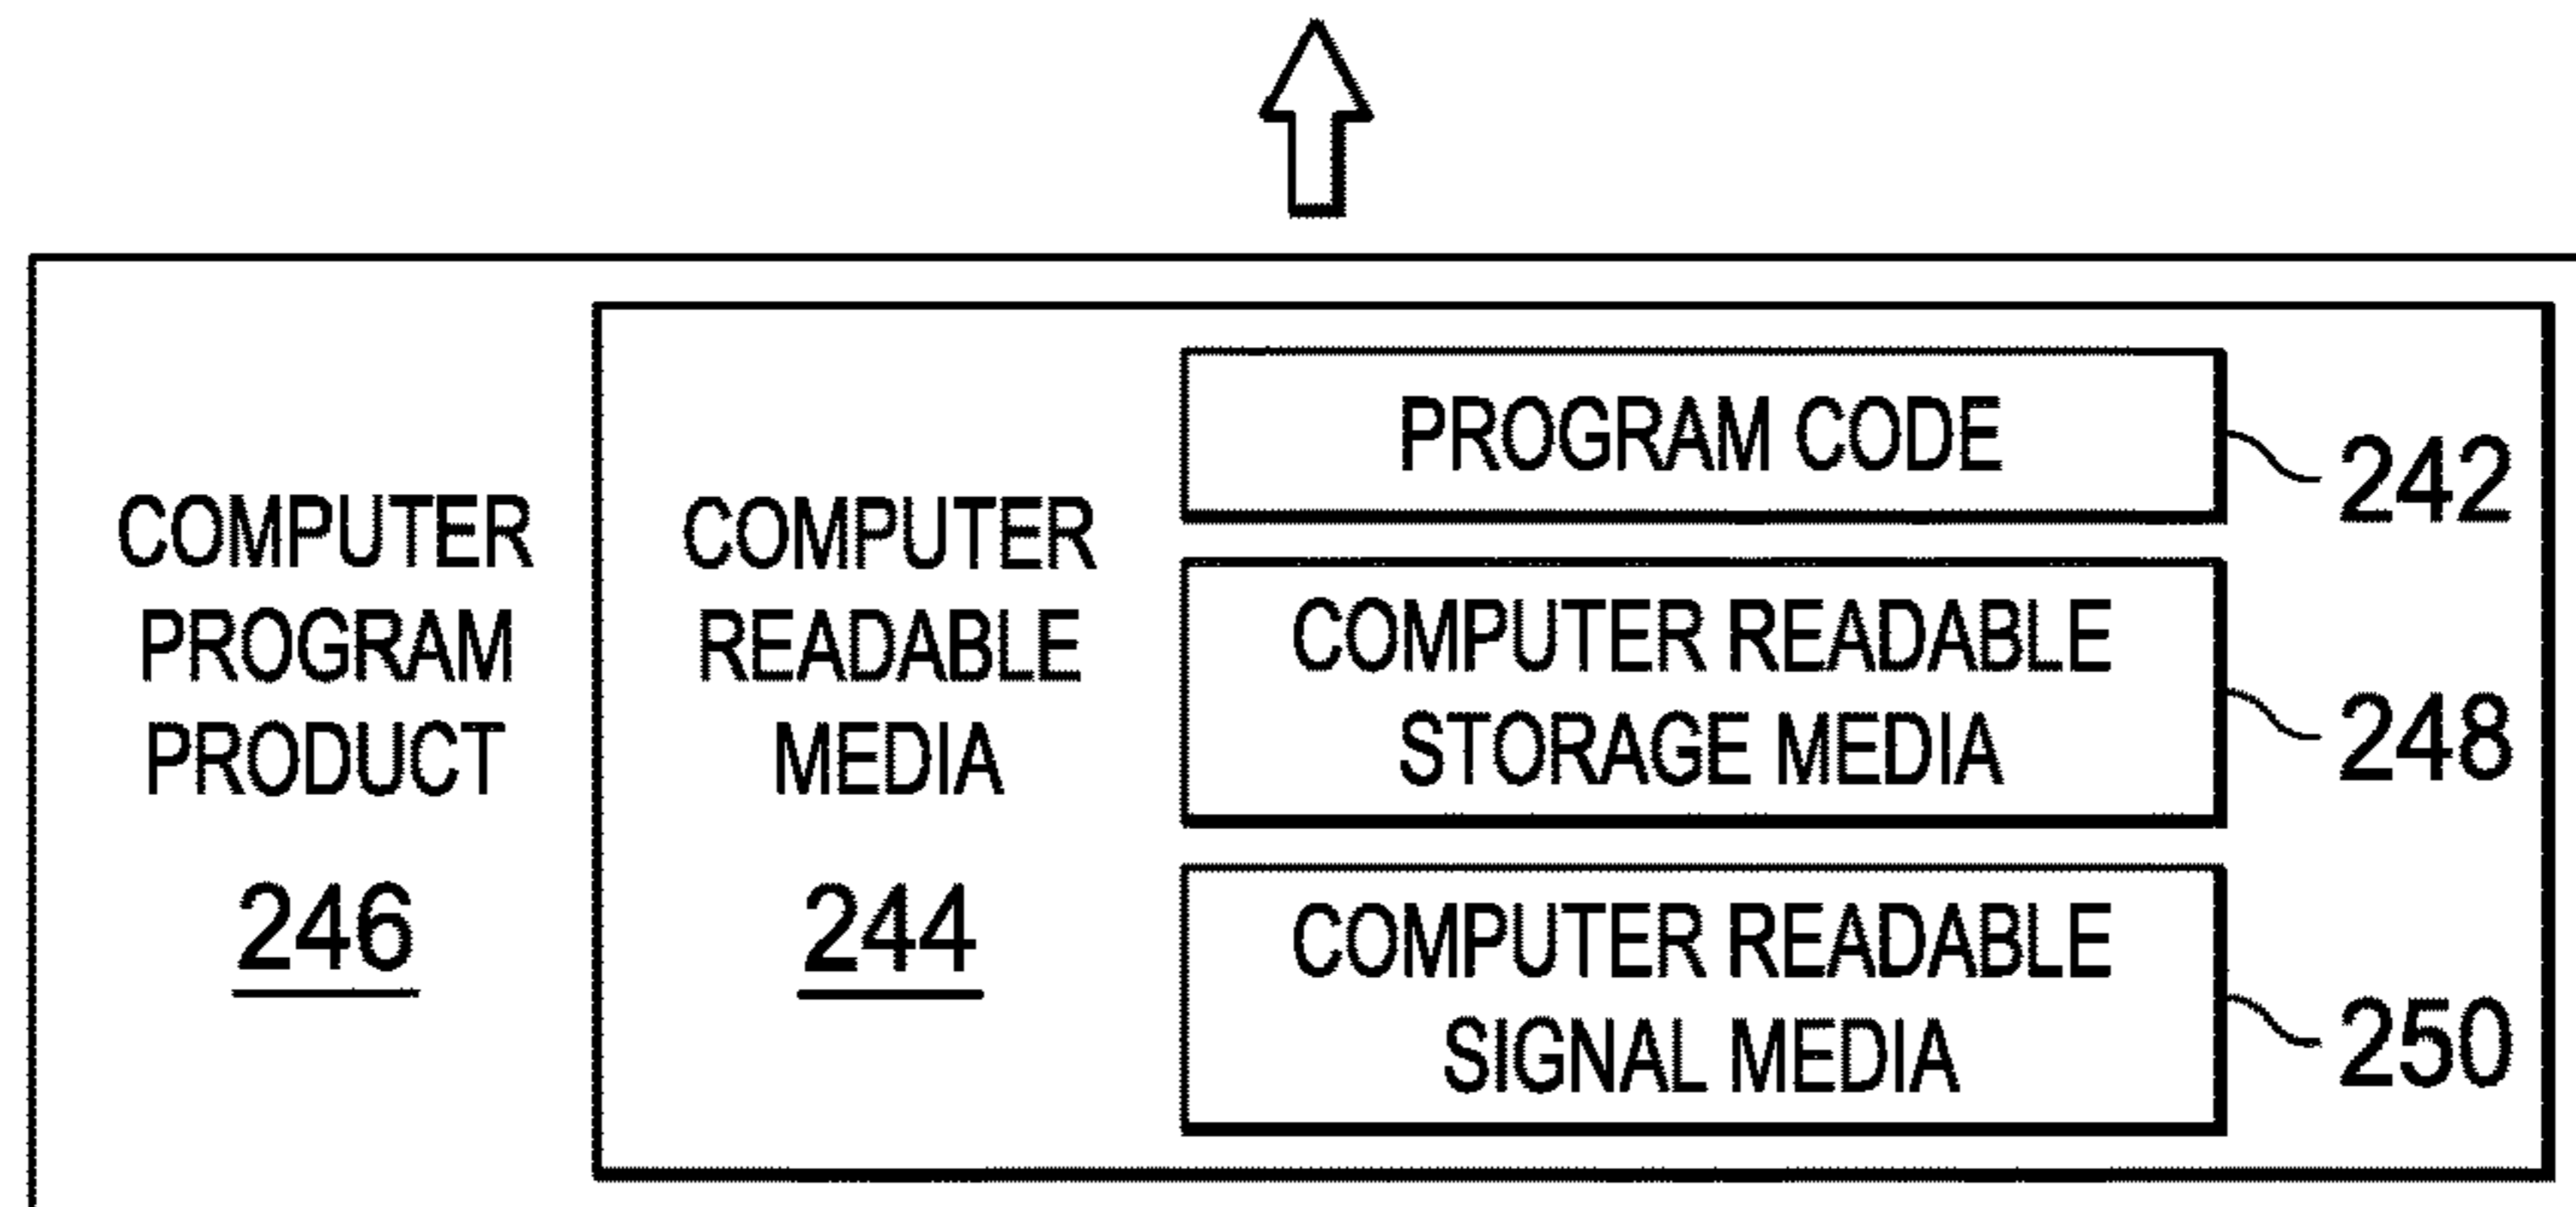 COMPUTER
PROGRAM
PRODUCT
246
COMPUTER
READABLE
MEDIA
244
PROGRAM CODE
242
COMPUTER READABLE
STORAGE MEDIA
248
COMPUTER READABLE
SIGNAL MEDIA
250